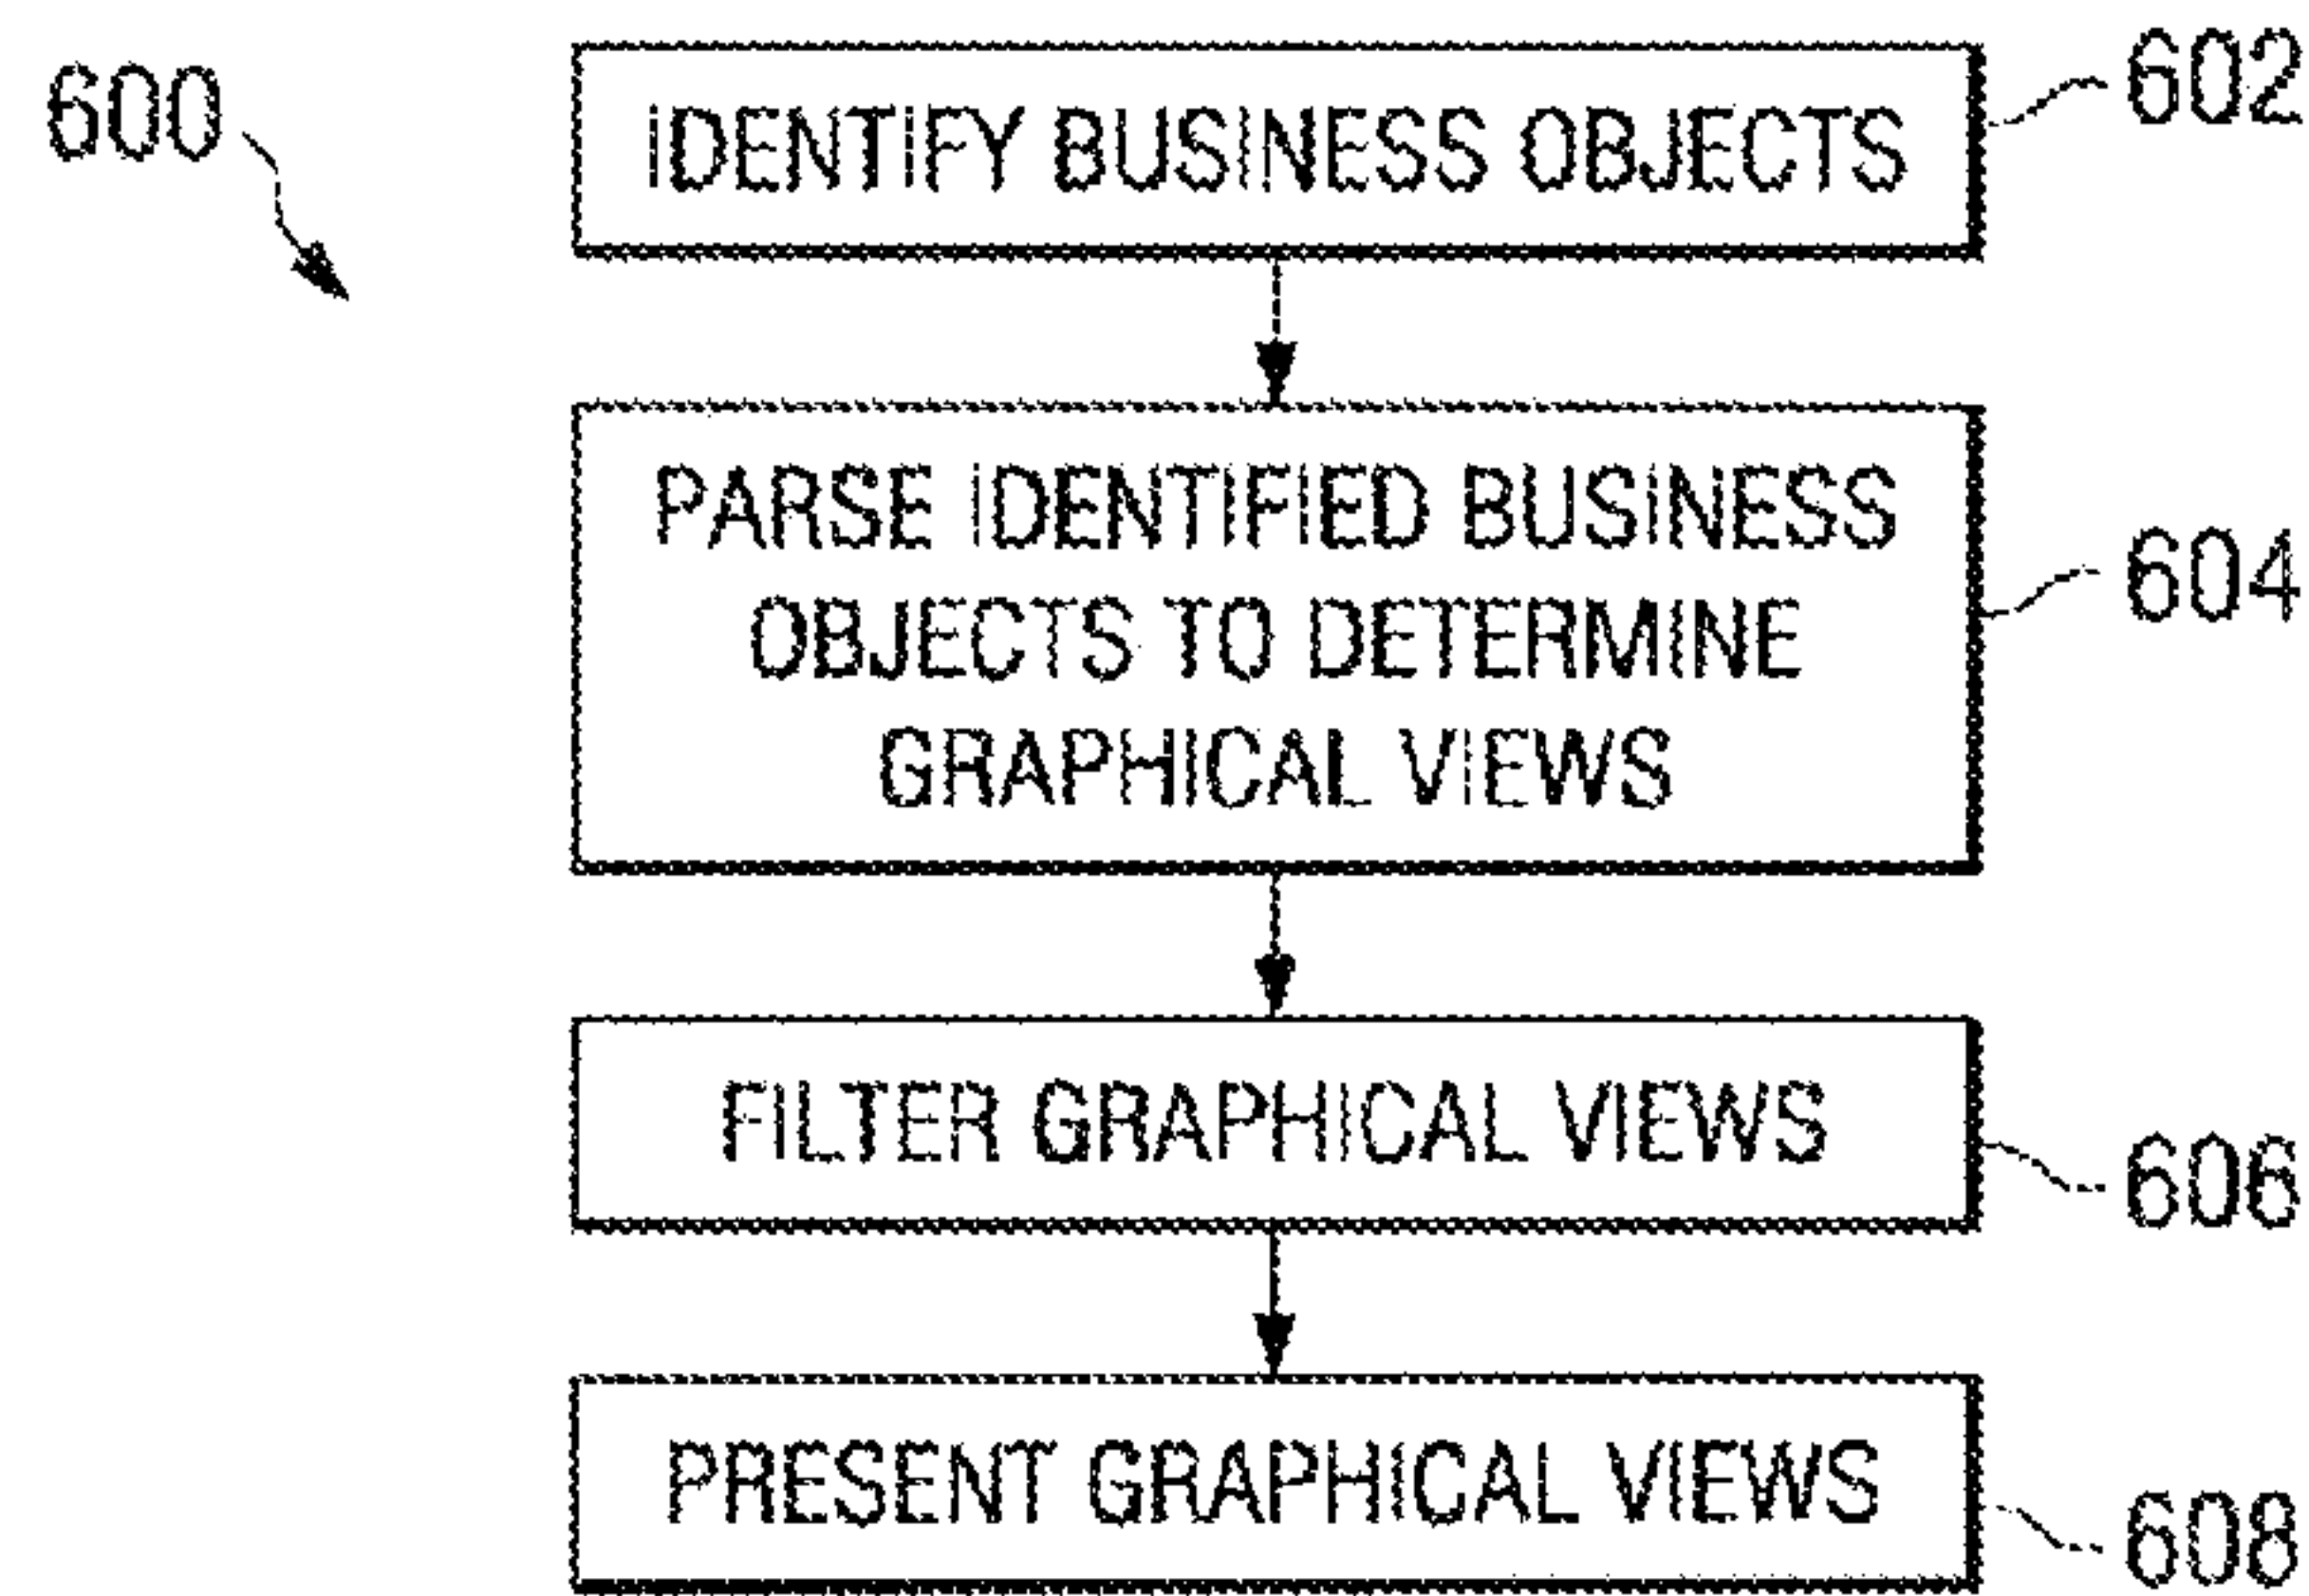 600
IDENTIFY BUSINESS OBJECTS
602
PARSE IDENTIFIED BUSINESS
OBJECTS TO DETERMINE
GRAPHICAL VIEWS
604
FILTER GRAPHICAL VIEWS
606
PRESENT GRAPHICAL VIEWS
608